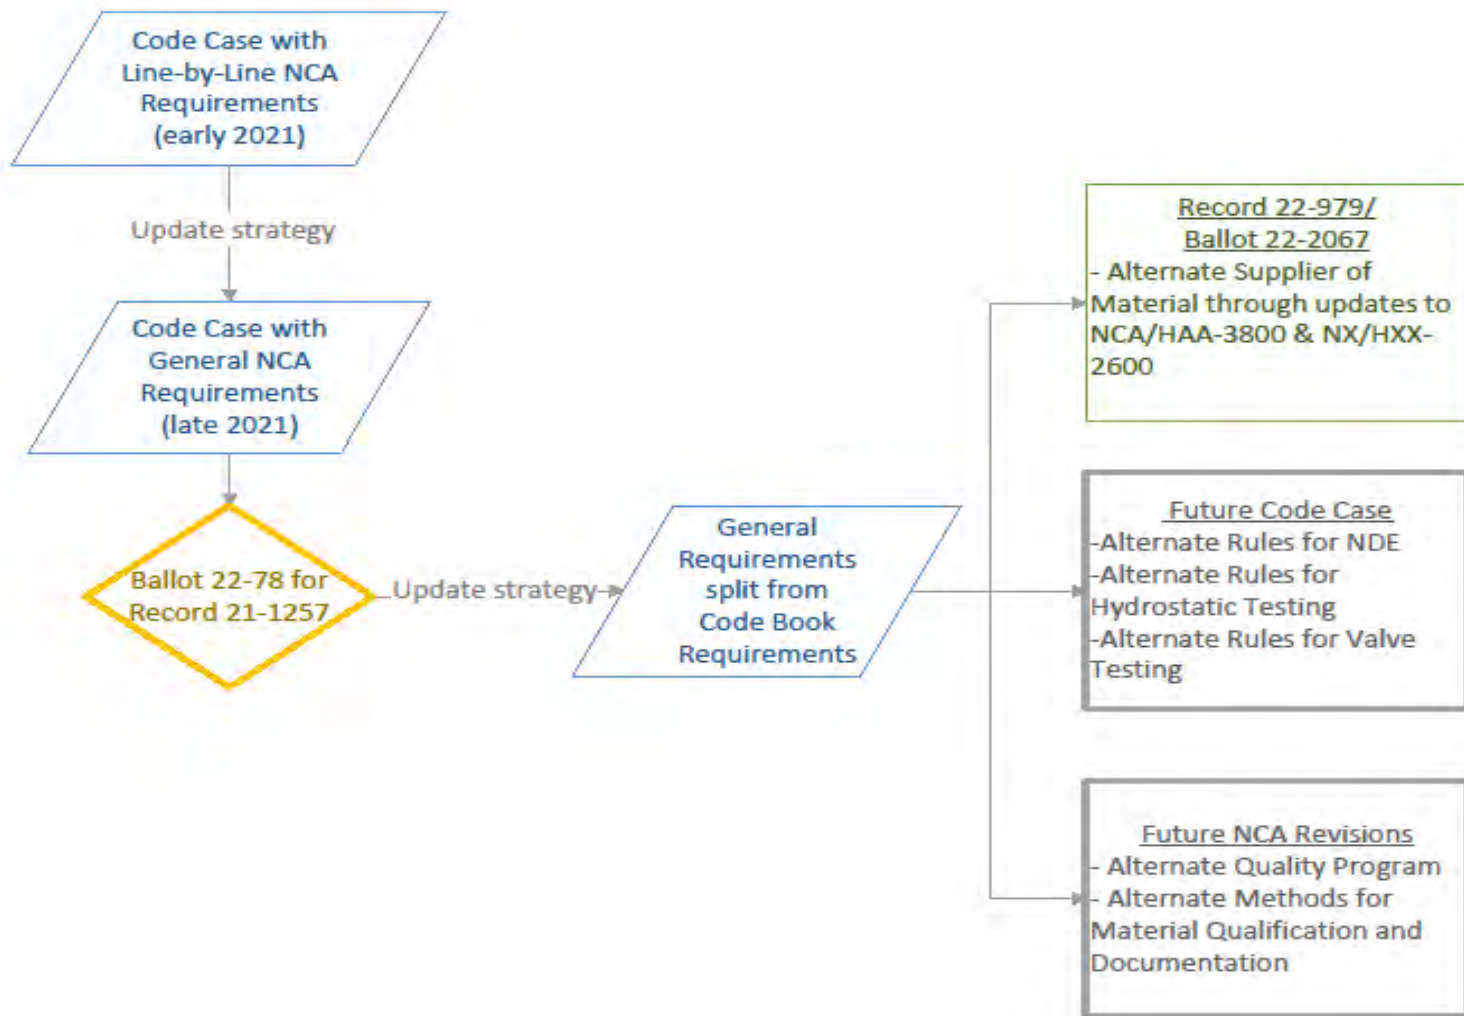 Code Case with
Line-by-Line NCA
Requirements
(early 2021)
Update strategy
Code Case with
General NCA
Requirements
(late 2021)
Ballot 22-78 for
Record 21-1257
Update strategy
General
Requirements
split from
Code Book
Requirements
Record 22-979/
Ballot 22-2067
- Alternate Supplier of
Material through updates to
NCA/HAA-3800 & NX/HXX-
2600
Future Code Case
-Alternate Rules for NDE
-Alternate Rules for
Hydrostatic Testing
-Alternate Rules for Valve
Testing
Future NCA Revisions
- Alternate Quality Program
- Alternate Methods for
Material Qualification and
Documentation